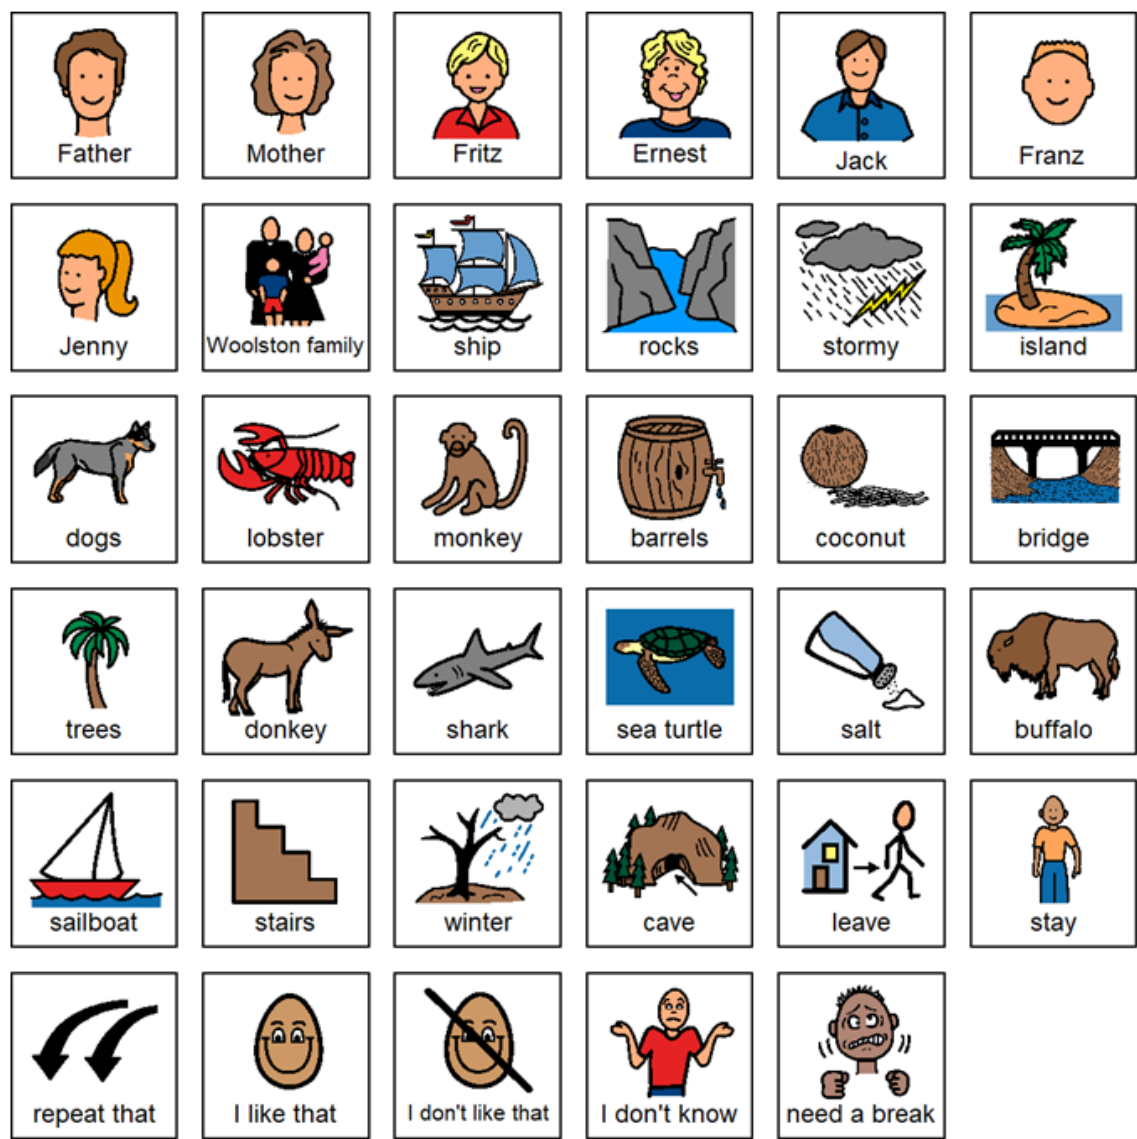 Father
Mother
Fritz
Ernest
Jack
Franz
Jenny
Woolston family
ship
rocks
stormy
island
dogs
lobster
monkey
barrels
coconut
bridge
trees
donkey
shark
sea turtle
salt
buffalo
sailboat
stairs
winter
cave
leave
stay
repeat that
I like that
I don't like that
I don't know
need a break